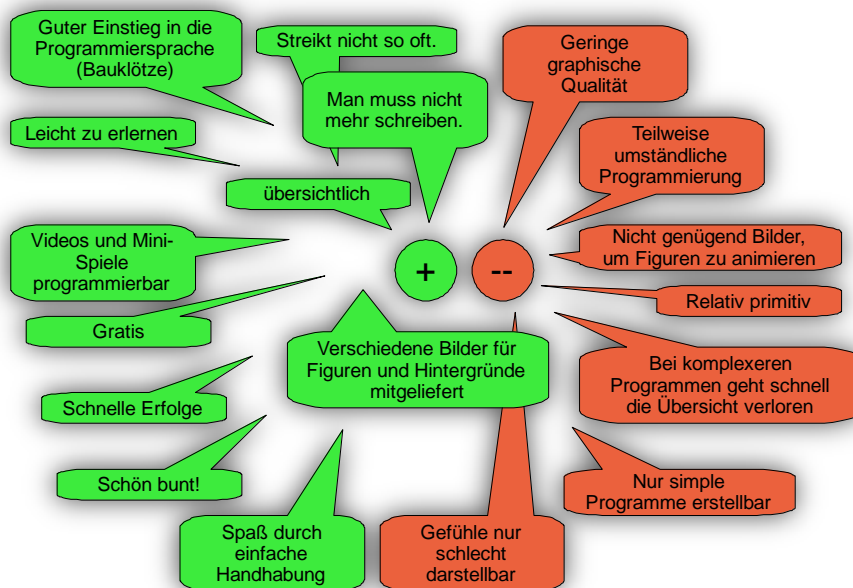 Guter Einstieg in die
Programmiersprache
(Bauklötze)
Streikt nicht so oft.
Man muss nicht
mehr schreiben.
Leicht zu erlernen
übersichtlich
Videos und Mini-
Spiele
programmierbar
Gratis
Verschiedene Bilder für
Figuren und Hintergründe
mitgeliefert
Schnelle Erfolge
Schön bunt!
Spaß durch
einfache
Handhabung
+
--
Geringe
graphische
Qualität
Teilweise
umständliche
Programmierung
Nicht genügend Bilder,
um Figuren zu animieren
Relativ primitiv
Bei komplexeren
Programmen geht schnell
die Übersicht verloren
Nur simple
Programme erstellbar
Gefühle nur
schlecht
darstellbar